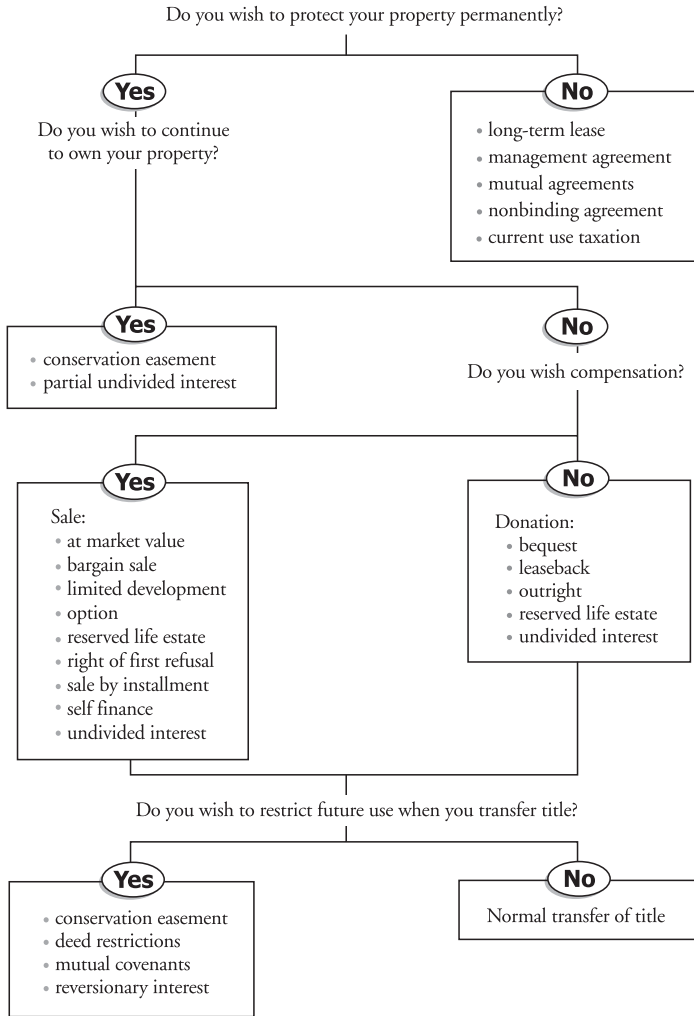 Do you wish to protect your property permanently?
Yes
No
Do you wish to continue
to own your property?
• long-term lease
• management agreement
• mutual agreements
• nonbinding agreement
• current use taxation
Yes
No
• conservation easement
• partial undivided interest
Do you wish compensation?
Yes
No
Sale:
• at market value
• bargain sale
• limited development
• option
• reserved life estate
• right of first refusal
• sale by installment
• self finance
• undivided interest
Donation:
• bequest
• leaseback
• outright
• reserved life estate
• undivided interest
Do you wish to restrict future use when you transfer title?
Yes
No
• conservation easement
• deed restrictions
• mutual covenants
• reversionary interest
Normal transfer of title